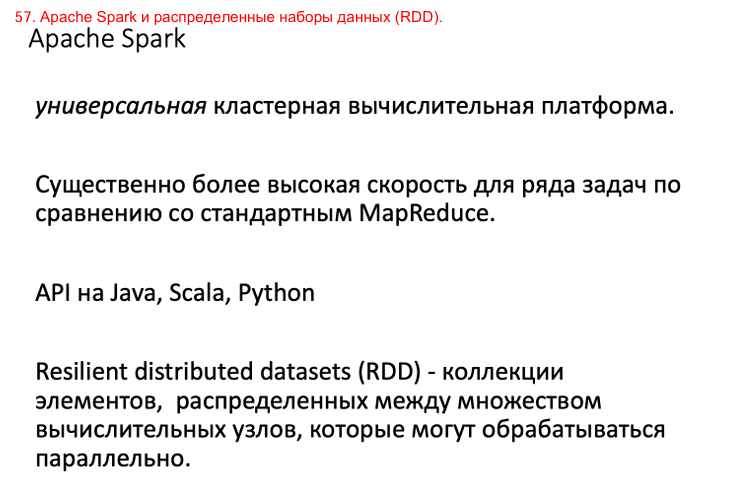 57. Apache Spark и распределенные наборы данных (RDD).
Apache Spark
универсальная кластерная вычислительная платформа.
Существенно более высокая скорость для ряда задач по
сравнению со стандартным MapReduce.
API на Java, Scala, Python
Resilient distributed datasets (RDD) - коллекции
элементов,  распределенных между множеством
вычислительных узлов, которые могут обрабатываться
параллельно.